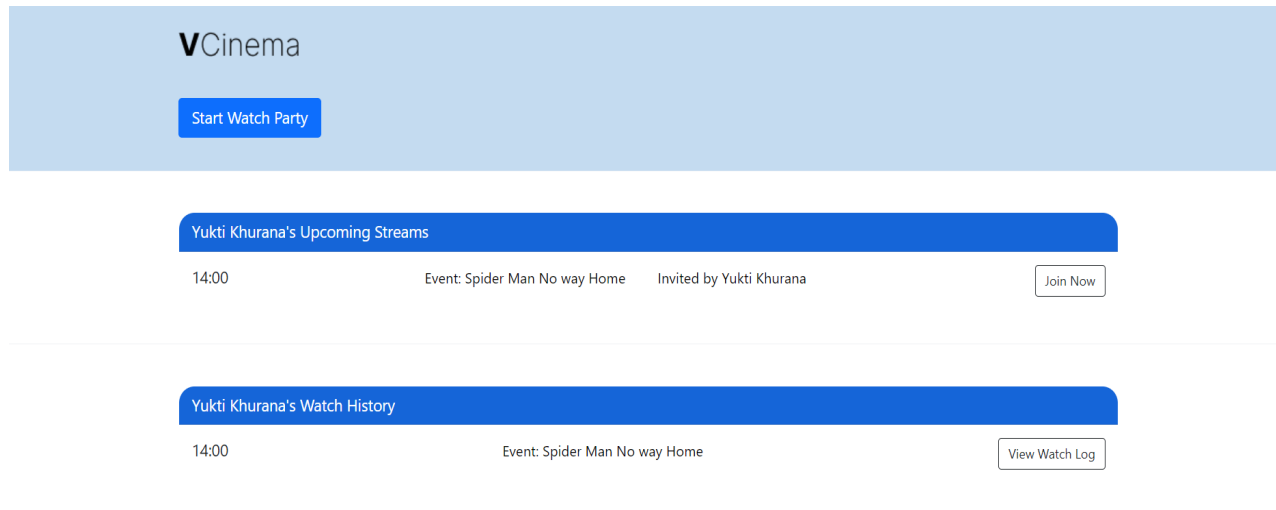 VCinema
Start Watch Party
Yukti Khurana's Upcoming Streams
14:00 Event: Spider Man No way Home Invited by Yukti Khurana Join Now
Yukti Khurana's Watch History
14:00 Event: Spider Man No way Home View Watch Log